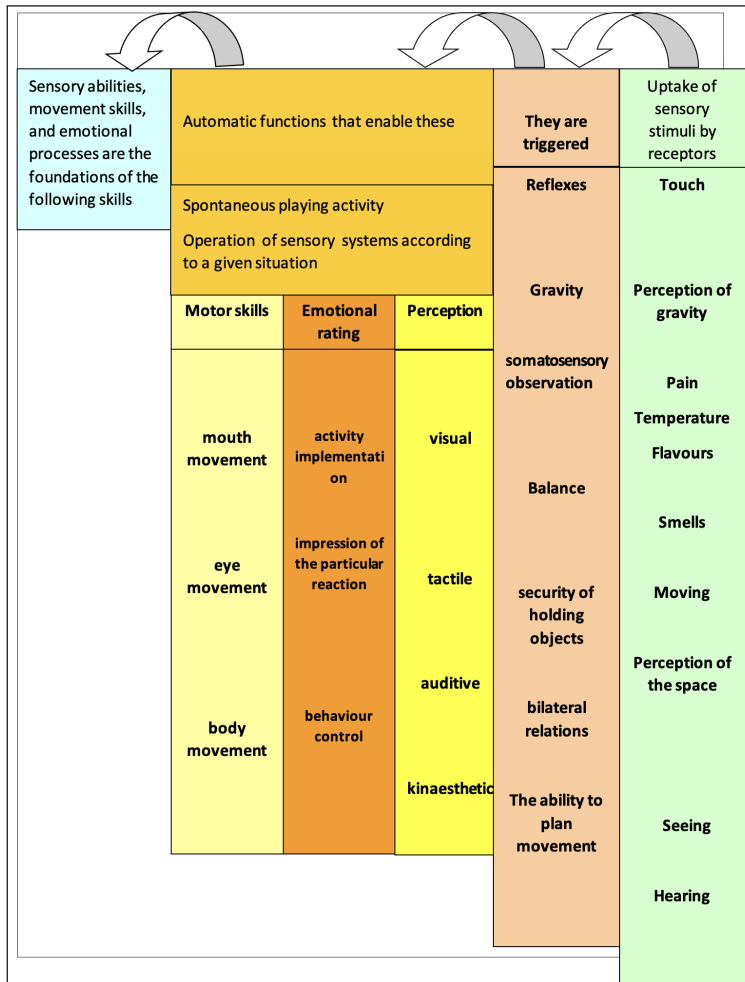 Sensory abilities,
movement skills,
and emotional
processes are the
foundations of the
following skills
Automatic functions that enable these
Spontaneous playing activity
Operation of sensory systems according
to a given situation
Motor skills
mouth
movement
eye
movement
body
movement
Emotional
rating
activity
implementati
on
impression of
the particular
reaction
behaviour
control
Perception
visual
tactile
auditive
kinaesthetic
They are
triggered
Reflexes
Gravity
somatosensory
observation
Balance
security of
holding
objects
bilateral
relations
The ability to
plan
movement
Uptake of
sensory
stimuli by
receptors
Touch
Perception of
gravity
Pain
Temperature
Flavours
Smells
Moving
Perception of
the space
Seeing
Hearing